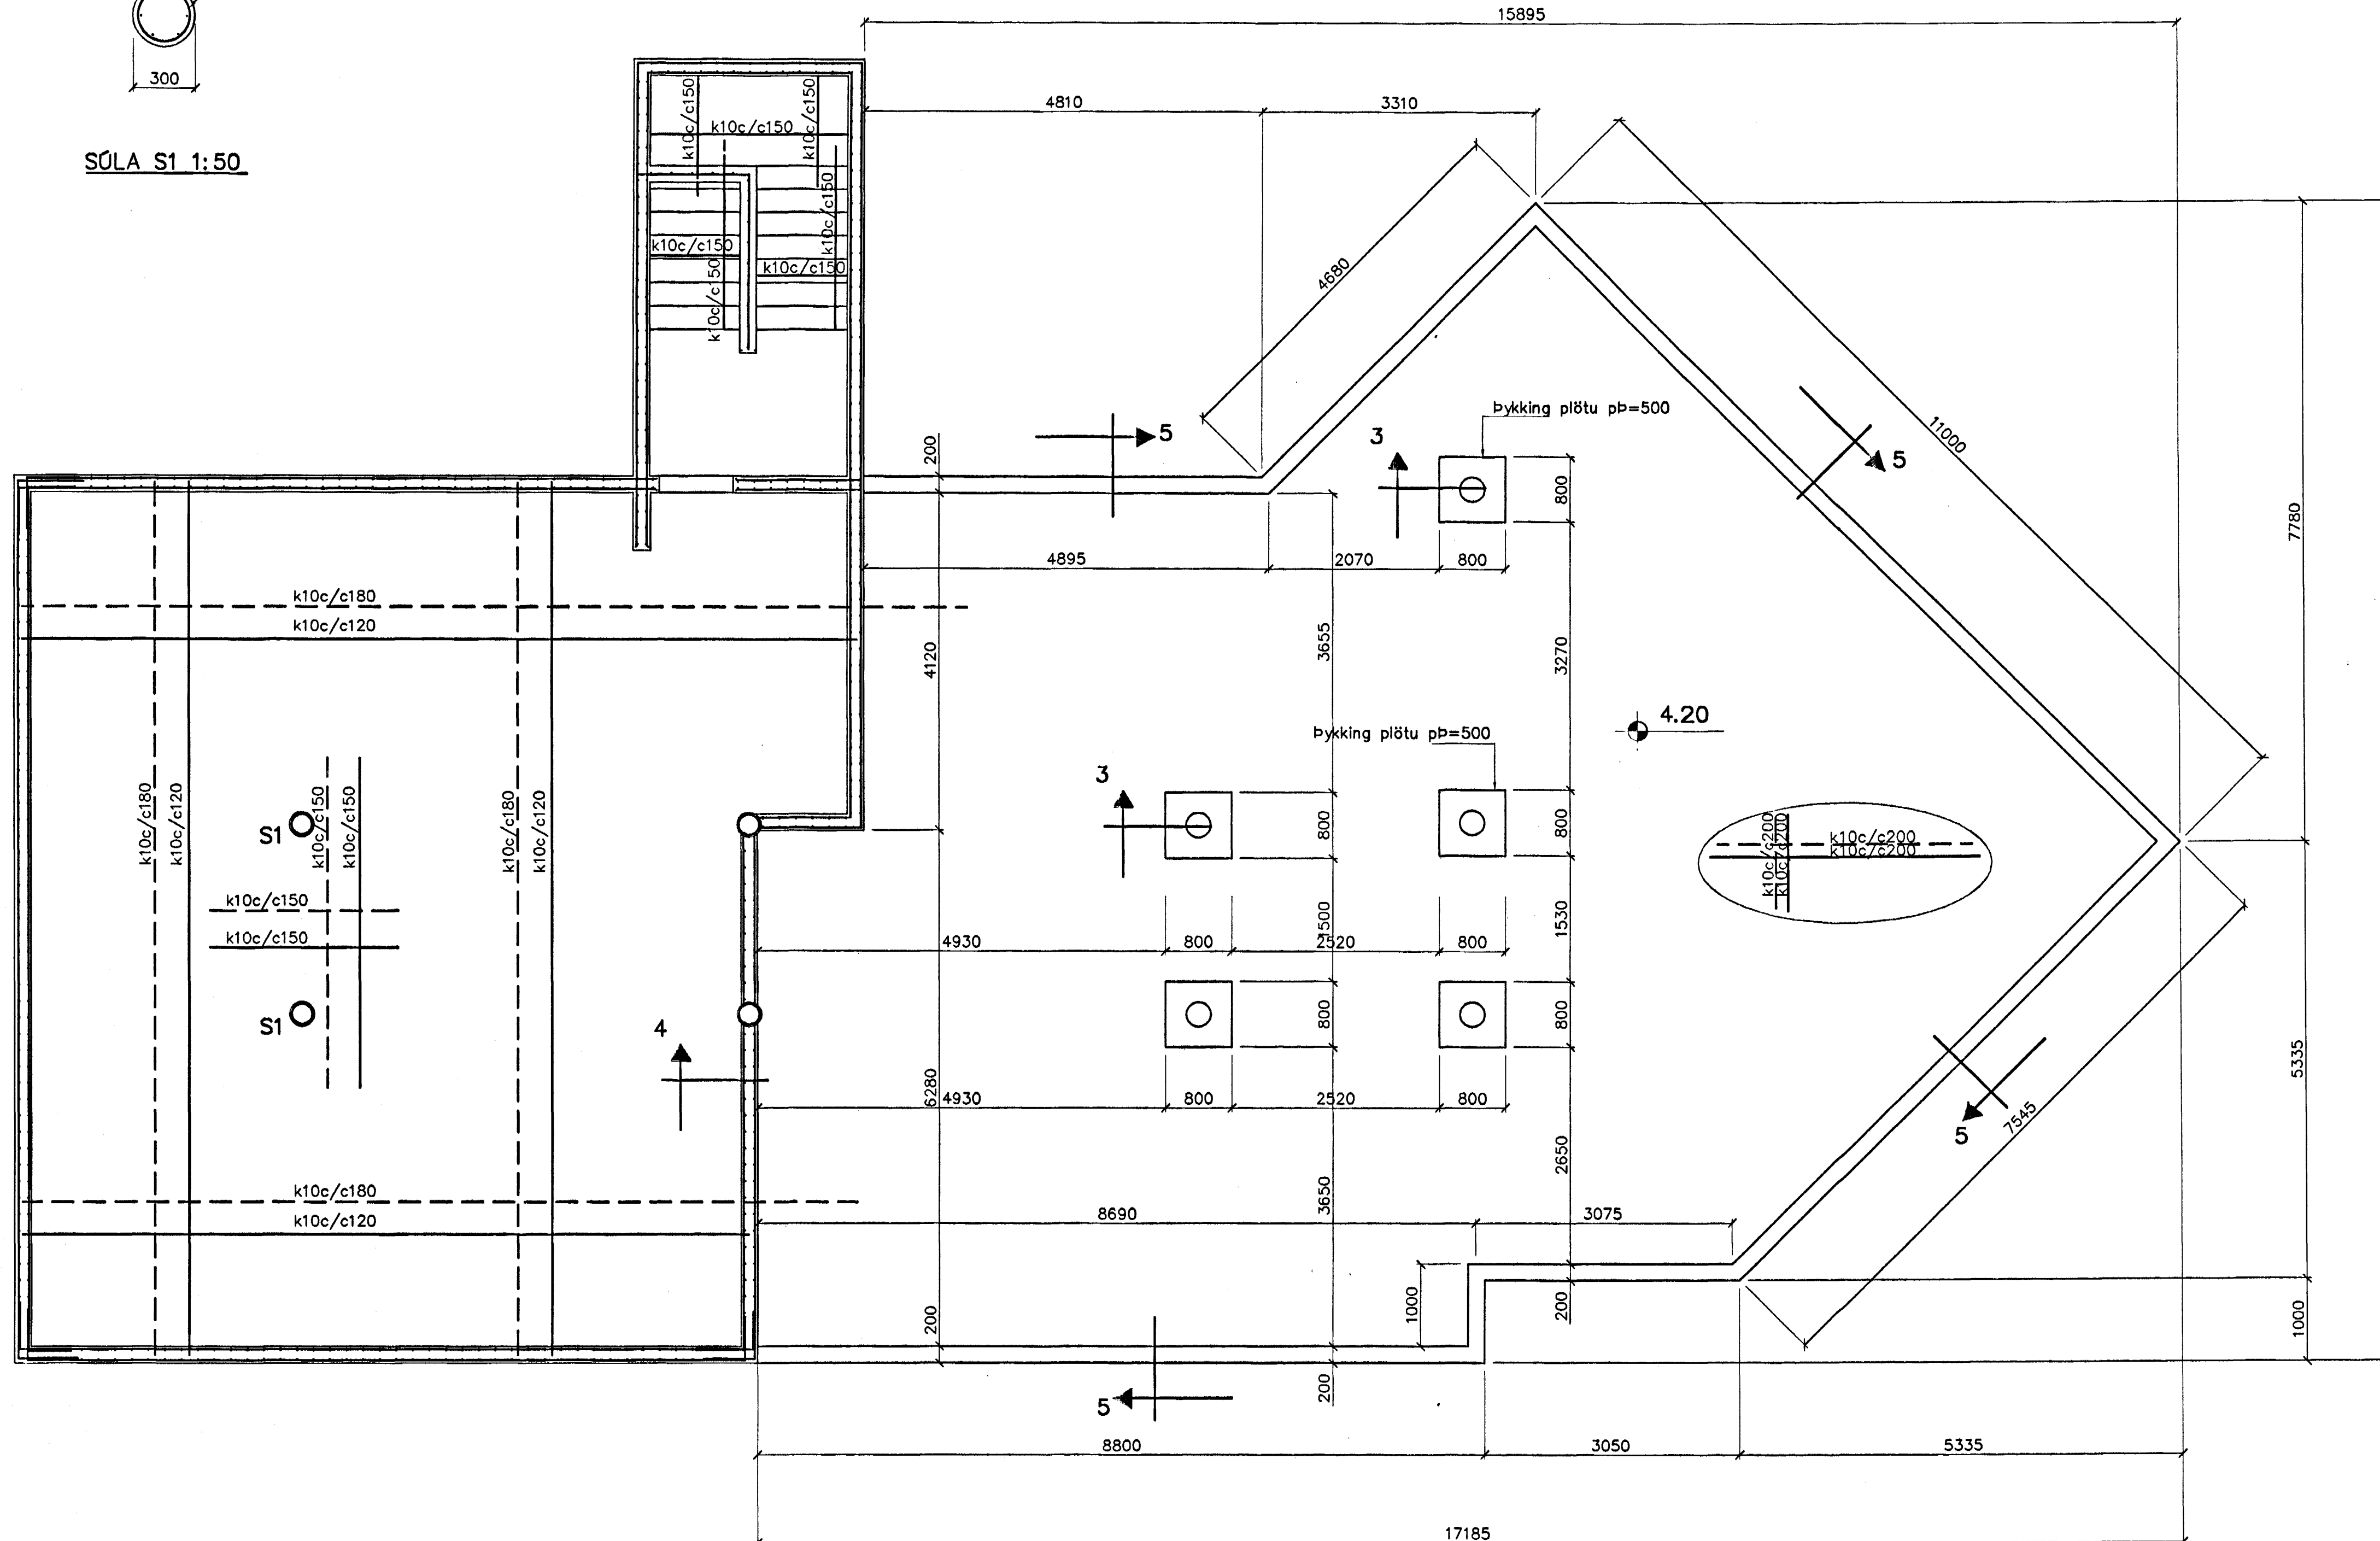 15895
300
4810
3310
SÚLA S1 1:50
k10c/c150
k10c/c150
k10c/c150
k10c/c150
k10c/c150
k10c/c150
k10c/c150
4680
11000
Þykking plötu pÞ=500
5
3
5
200
800
7780
4895
2070
800
k10c/c180
k10c/c120
4120
3655
3270
4.20
Þykking plötu pÞ=500
3
k10c/c180
k10c/c120
S1
k10c/c150
k10c/c150
k10c/c180
k10c/c120
800
800
k10c/c200
k10c/c200
k10c/c200
k10c/c200
k10c/c150
k10c/c150
4930
800
1500
2520
800
1530
S1
4
800
800
5335
6280
4930
800
2520
800
7545
5
2650
k10c/c180
k10c/c120
3650
8690
3075
200
1000
200
1000
200
5
8800
3050
5335
17185